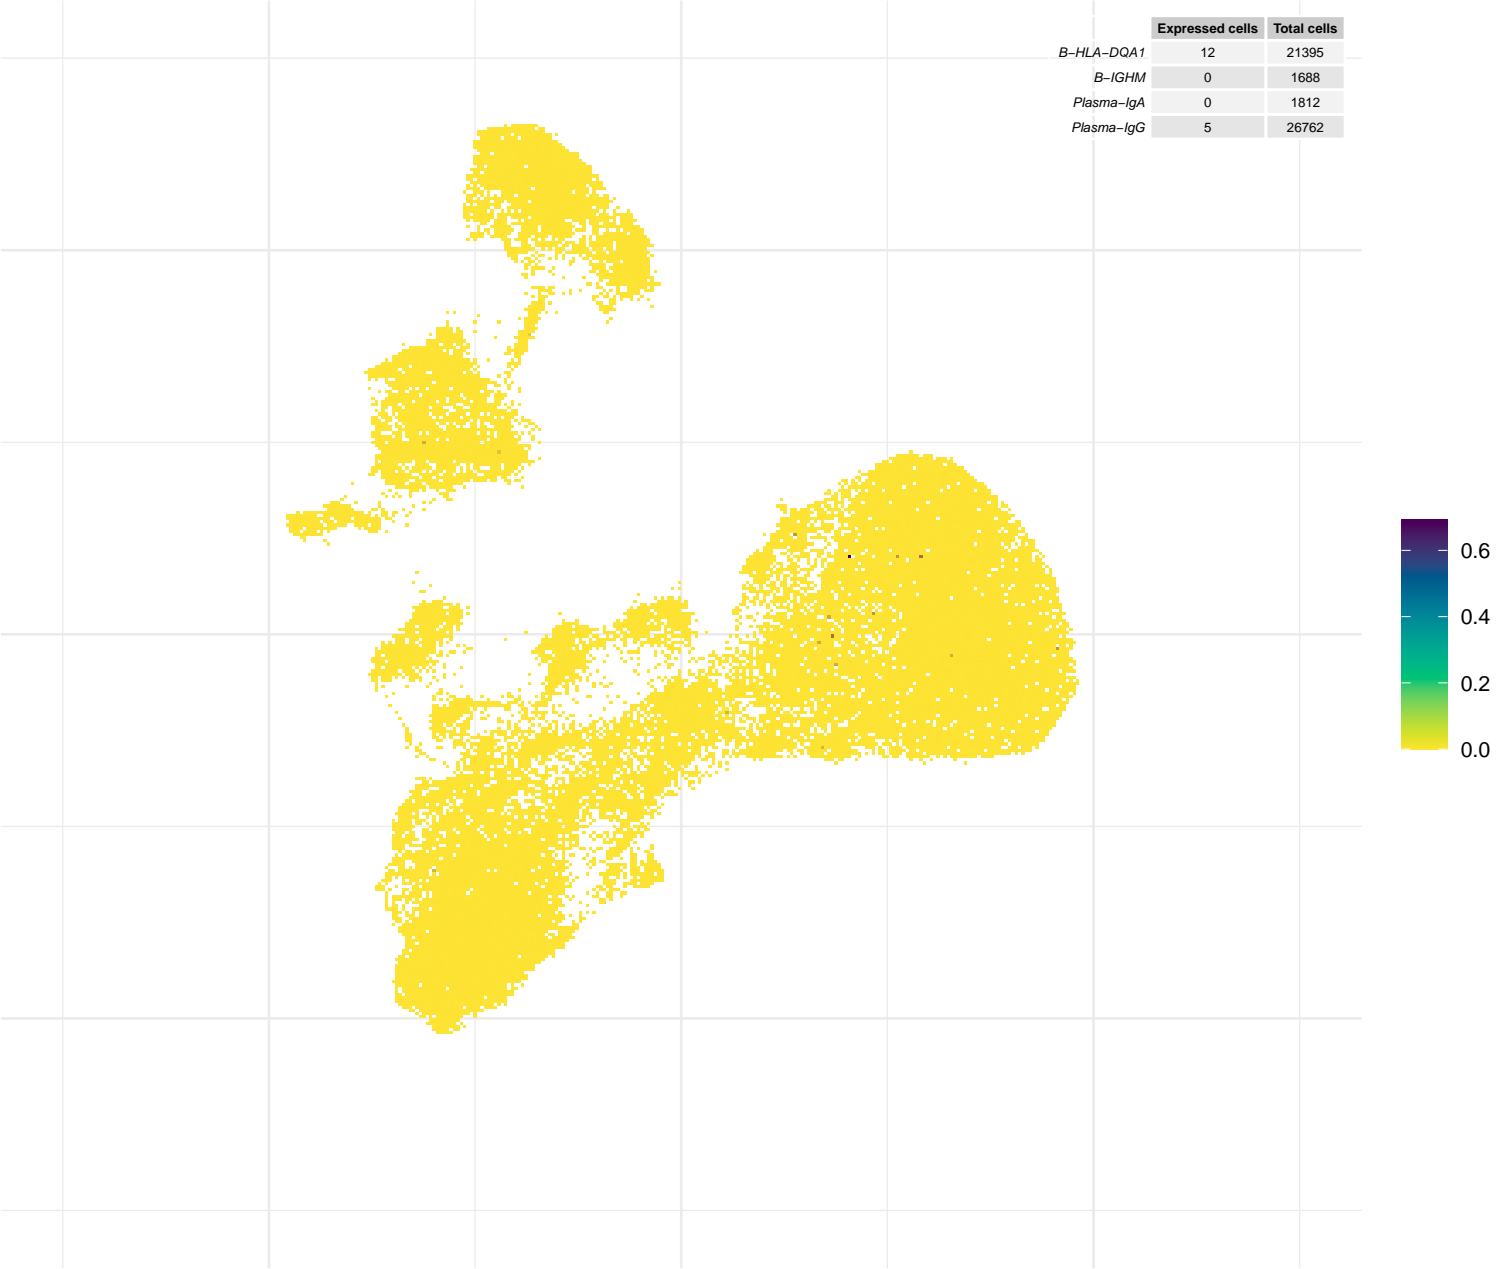 Expressed cells Total cells
B−HLA−DQA1 12 21395
B−IGHM 0 1688
Plasma−IgA 0 1812
Plasma−IgG 5 26762
0.6
0.4
0.2
0.0